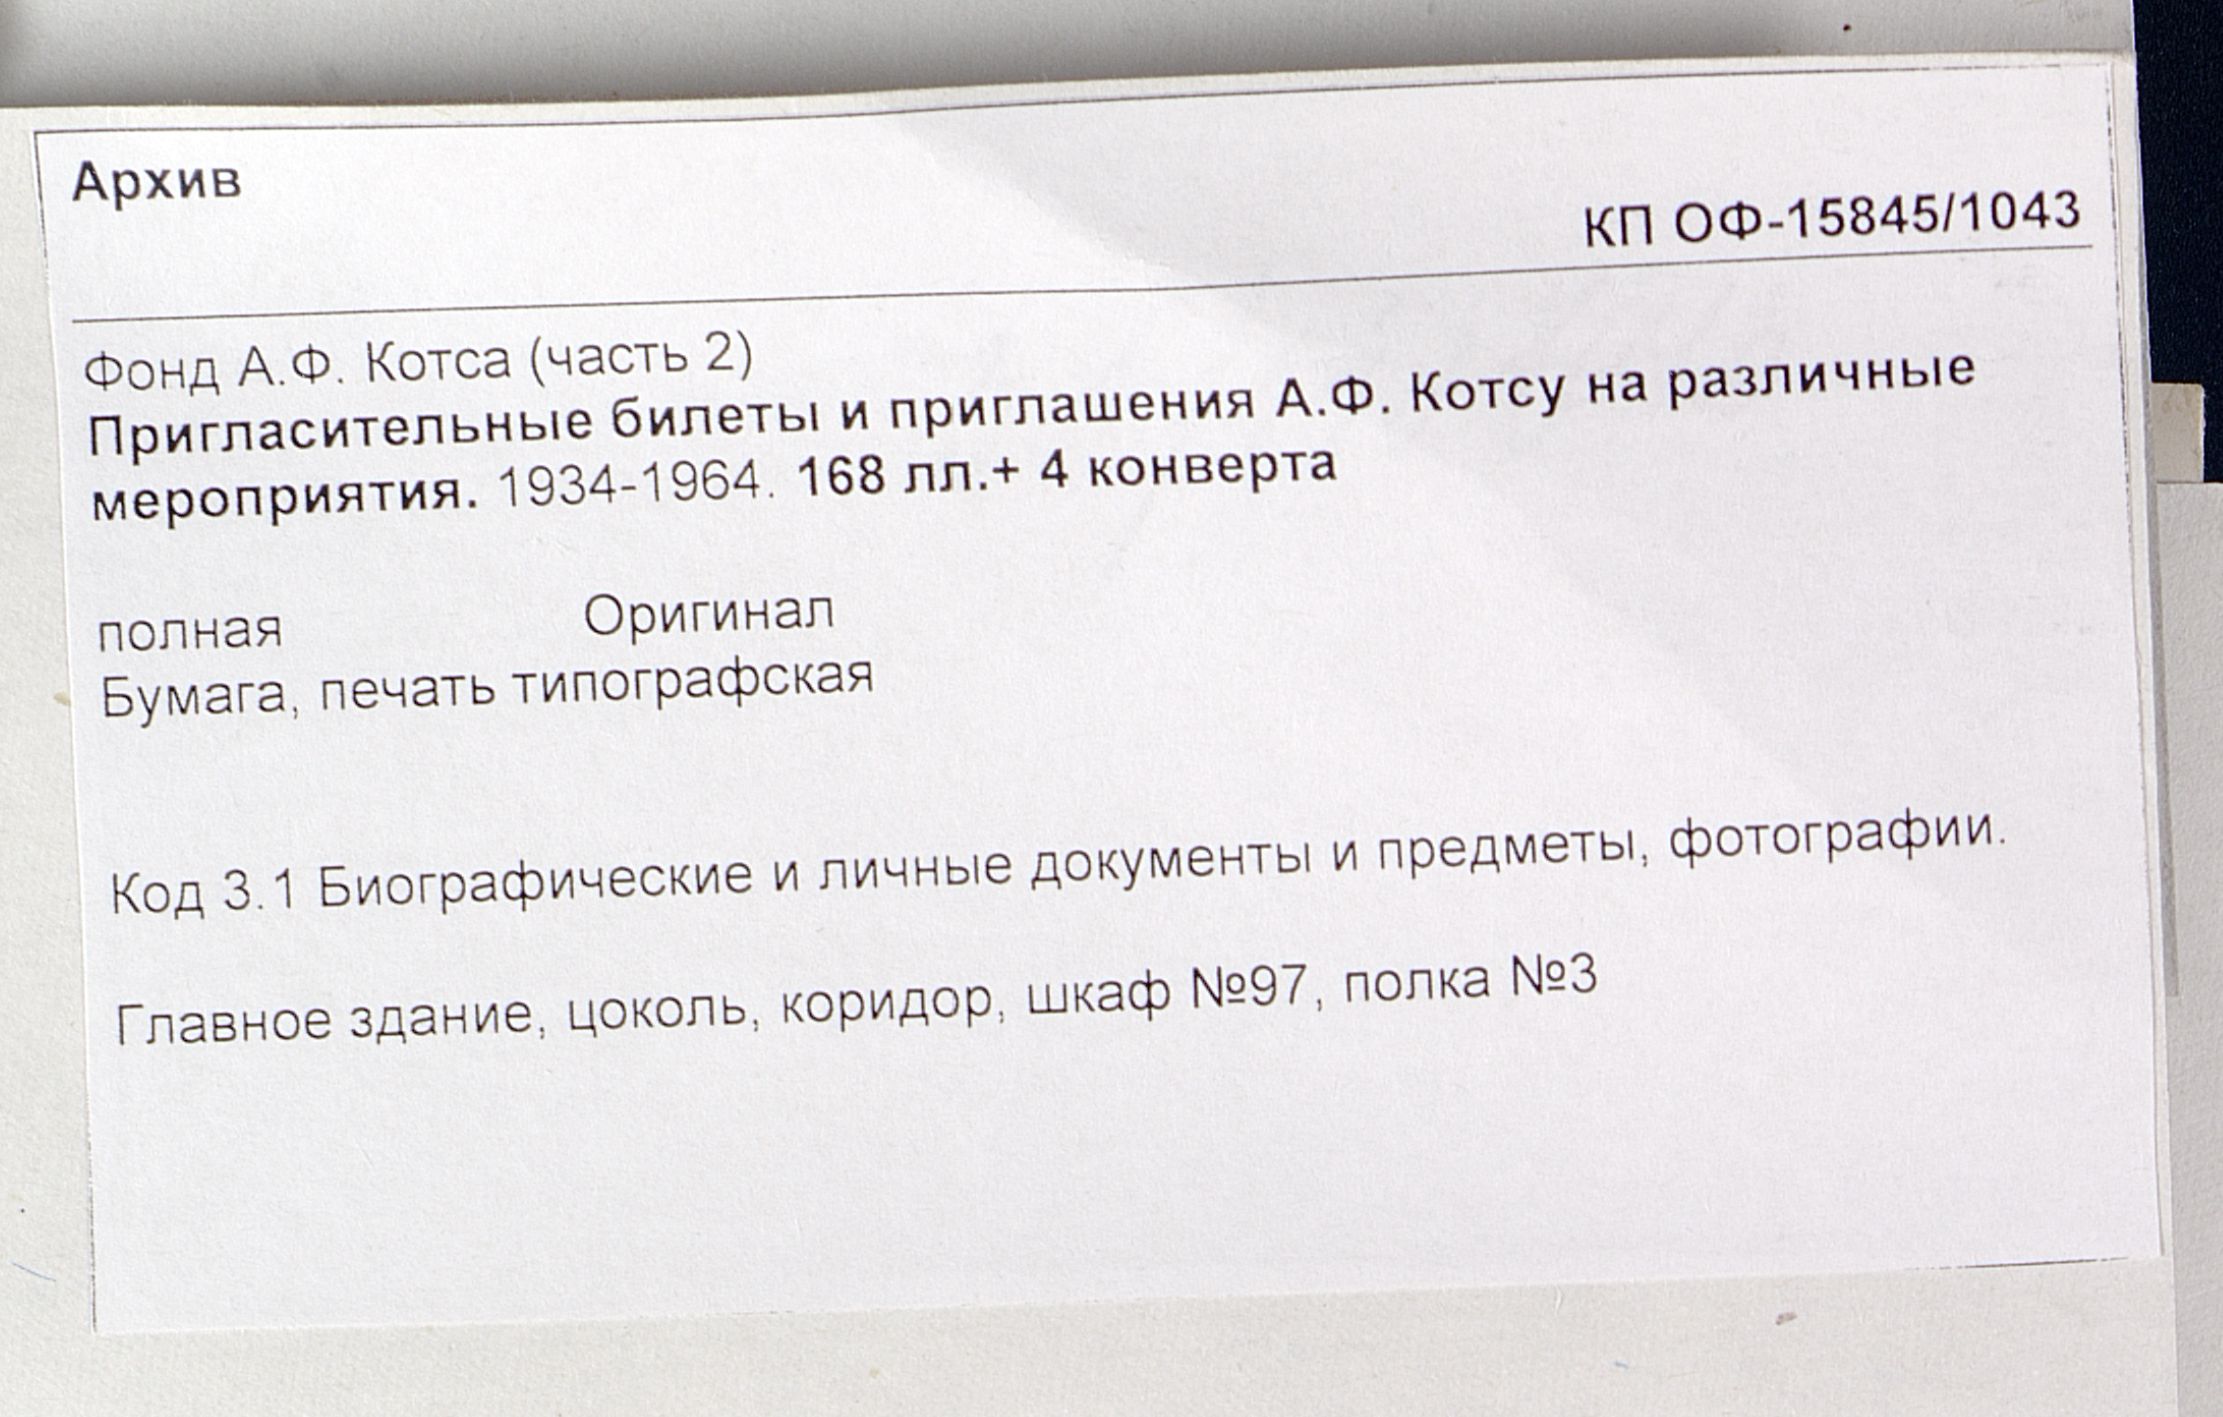 Архив
КП ОФ-15845/1043
Фонд А.Ф. Котса (часть 2)
Пригласительные билеты и приглашения А.Ф. Котсу на различные
мероприятия. 1934-1964. 168 лл.+ 4 конверта
полная Оригинал
Бумага, печать типографская
Код 3.1 Биографические и личные документы и предметы, фотографии.
Главное здание, цоколь, коридор, шкаф №97, полка №3